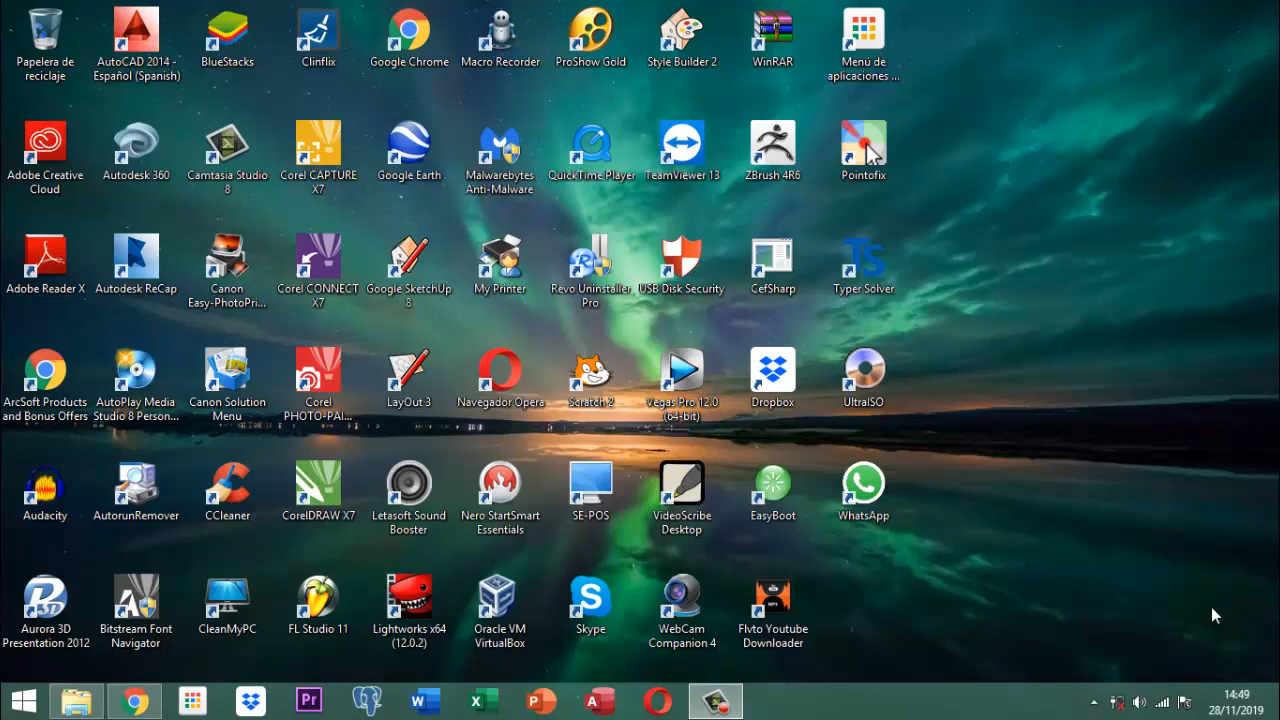 Papelera de
reciclaje
AutoCAD 2014 -
Español (Spanish)
BlueStacks
Clinflix
Google Chrome
Macro Recorder
ProShow Gold
Style Builder 2
WinRAR
Menú de
aplicaciones ...
Adobe Creative
Cloud
Autodesk 360
Camtasia Studio
8
Corel CAPTURE
X7
Google Earth
Malwarebytes
Anti-Malware
QuickTime Player
TeamViewer 13
ZBrush 4R6
Pointofix
Adobe Reader X
Autodesk ReCap
Canon
Easy-PhotoPri...
Corel CONNECT
X7
Google SketchUp
8
My Printer
Revo Uninstaller
Pro
USB Disk Security
CefSharp
TS
Typer Solver
ArcSoft Products
and Bonus Offers
AutoPlay Media
Studio 8 Person...
Canon Solution
Menu
Corel
PHOTO-PAI...
LayOut 3
Navegador Opera
Scratch 2
Vegas Pro 12.0
(64-bit)
Dropbox
UltraISO
Audacity
AutorunRemover
CCleaner
CorelDRAW X7
Letasoft Sound
Booster
Nero StartSmart
Essentials
SE-POS
VideoScribe
Desktop
EasyBoot
WhatsApp
Aurora 3D
Presentation 2012
Bitstream Font
Navigator
CleanMyPC
FL Studio 11
Lightworks x64
(12.0.2)
Oracle VM
VirtualBox
Skype
WebCam
Companion 4
Flvto Youtube
Downloader
Pr
W
X
P
A
14:49
28/11/2019